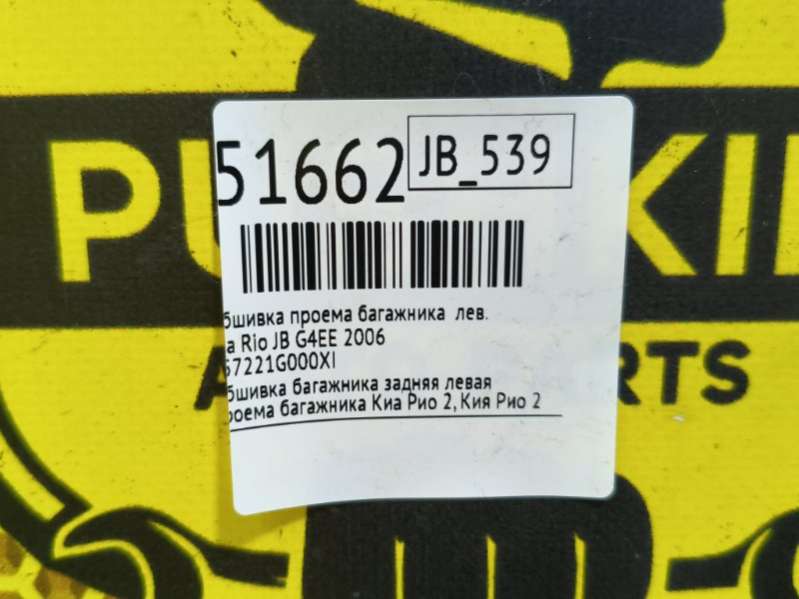 51662 JB_539
бшивка проема багажника лев.
a Rio JB G4EE 2006
57221G000XI
бшивка багажника задняя левая
роема багажника Киа Рио 2, Кия Рио 2
PU KI
A RTS